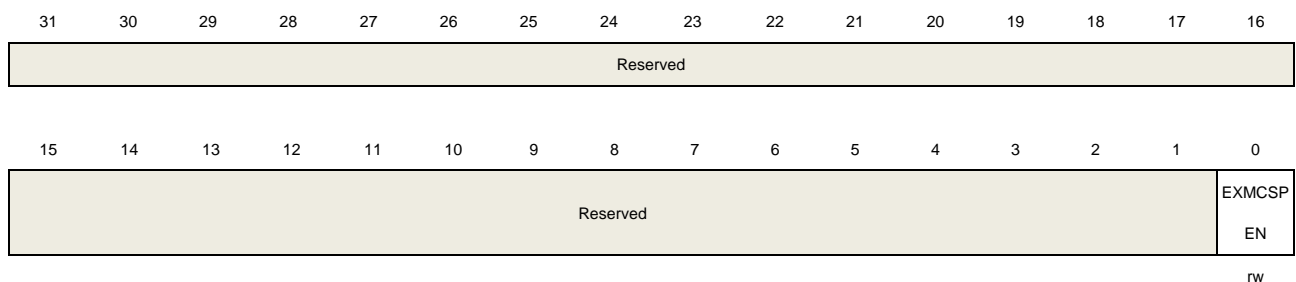 31 30 29 28 27 26 25 24 23 22 21 20 19 18 17 16
Reserved
15 14 13 12 11 10 9 8 7 6 5 4 3 2 1 0
Reserved
EXMCSP
EN
rw